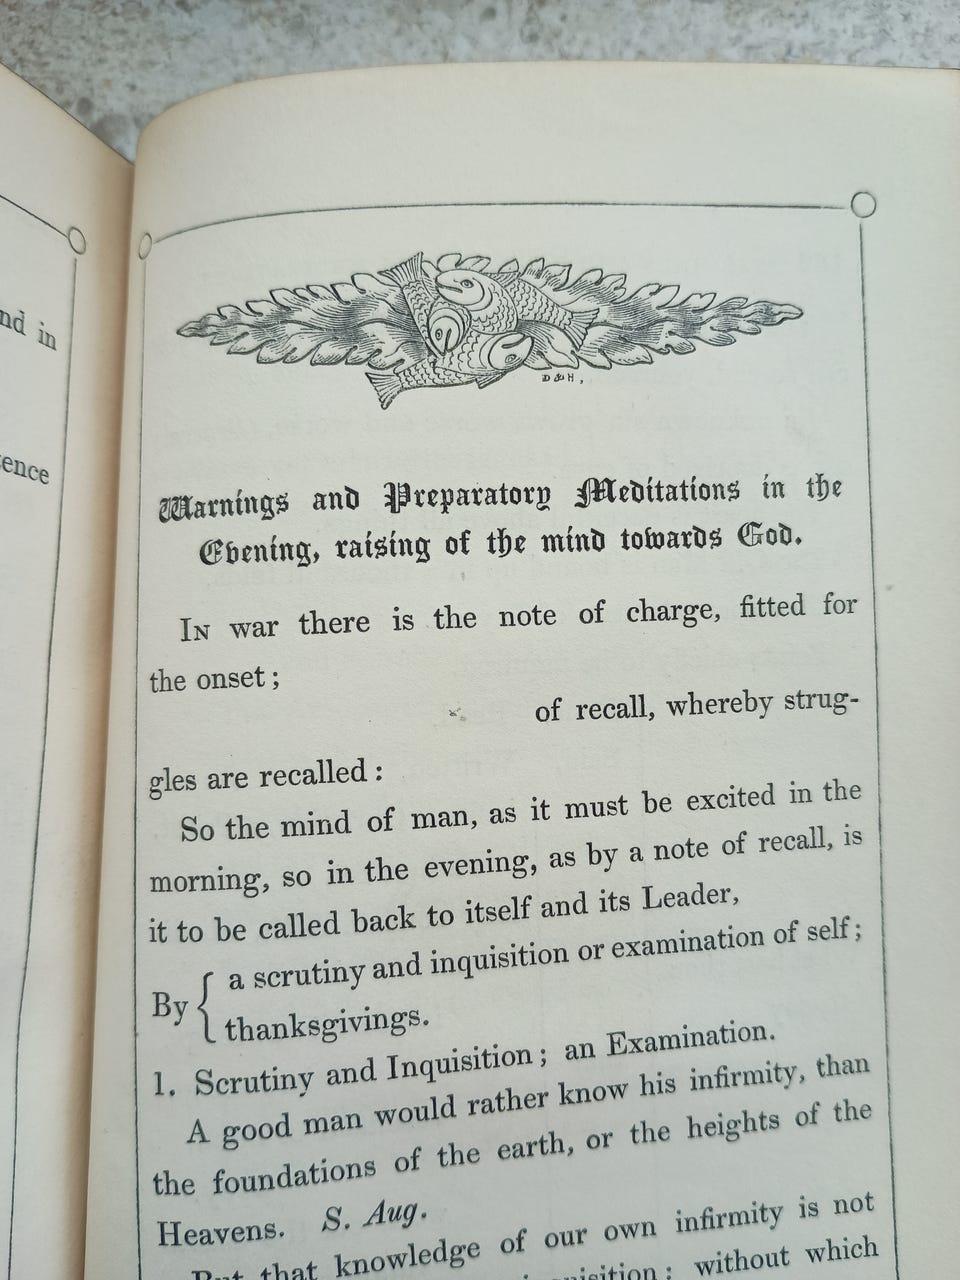 nd in
ence
D & H,
Warnings and Preparatory Meditations in the
Evening, raising of the mind towards God.
In war there is the note of charge, fitted for
the onset;
of recall, whereby strug-
gles are recalled:
So the mind of man, as it must be excited in the
morning, so in the evening, as by a note of recall, is
it to be called back to itself and its Leader,
By { a scrutiny and inquisition or examination of self;
thanksgivings.
1. Scrutiny and Inquisition; an Examination.
A good man would rather know his infirmity, than
the foundations of the earth, or the heights of the
Heavens. S. Aug.
But that knowledge of our own infirmity is not
without which